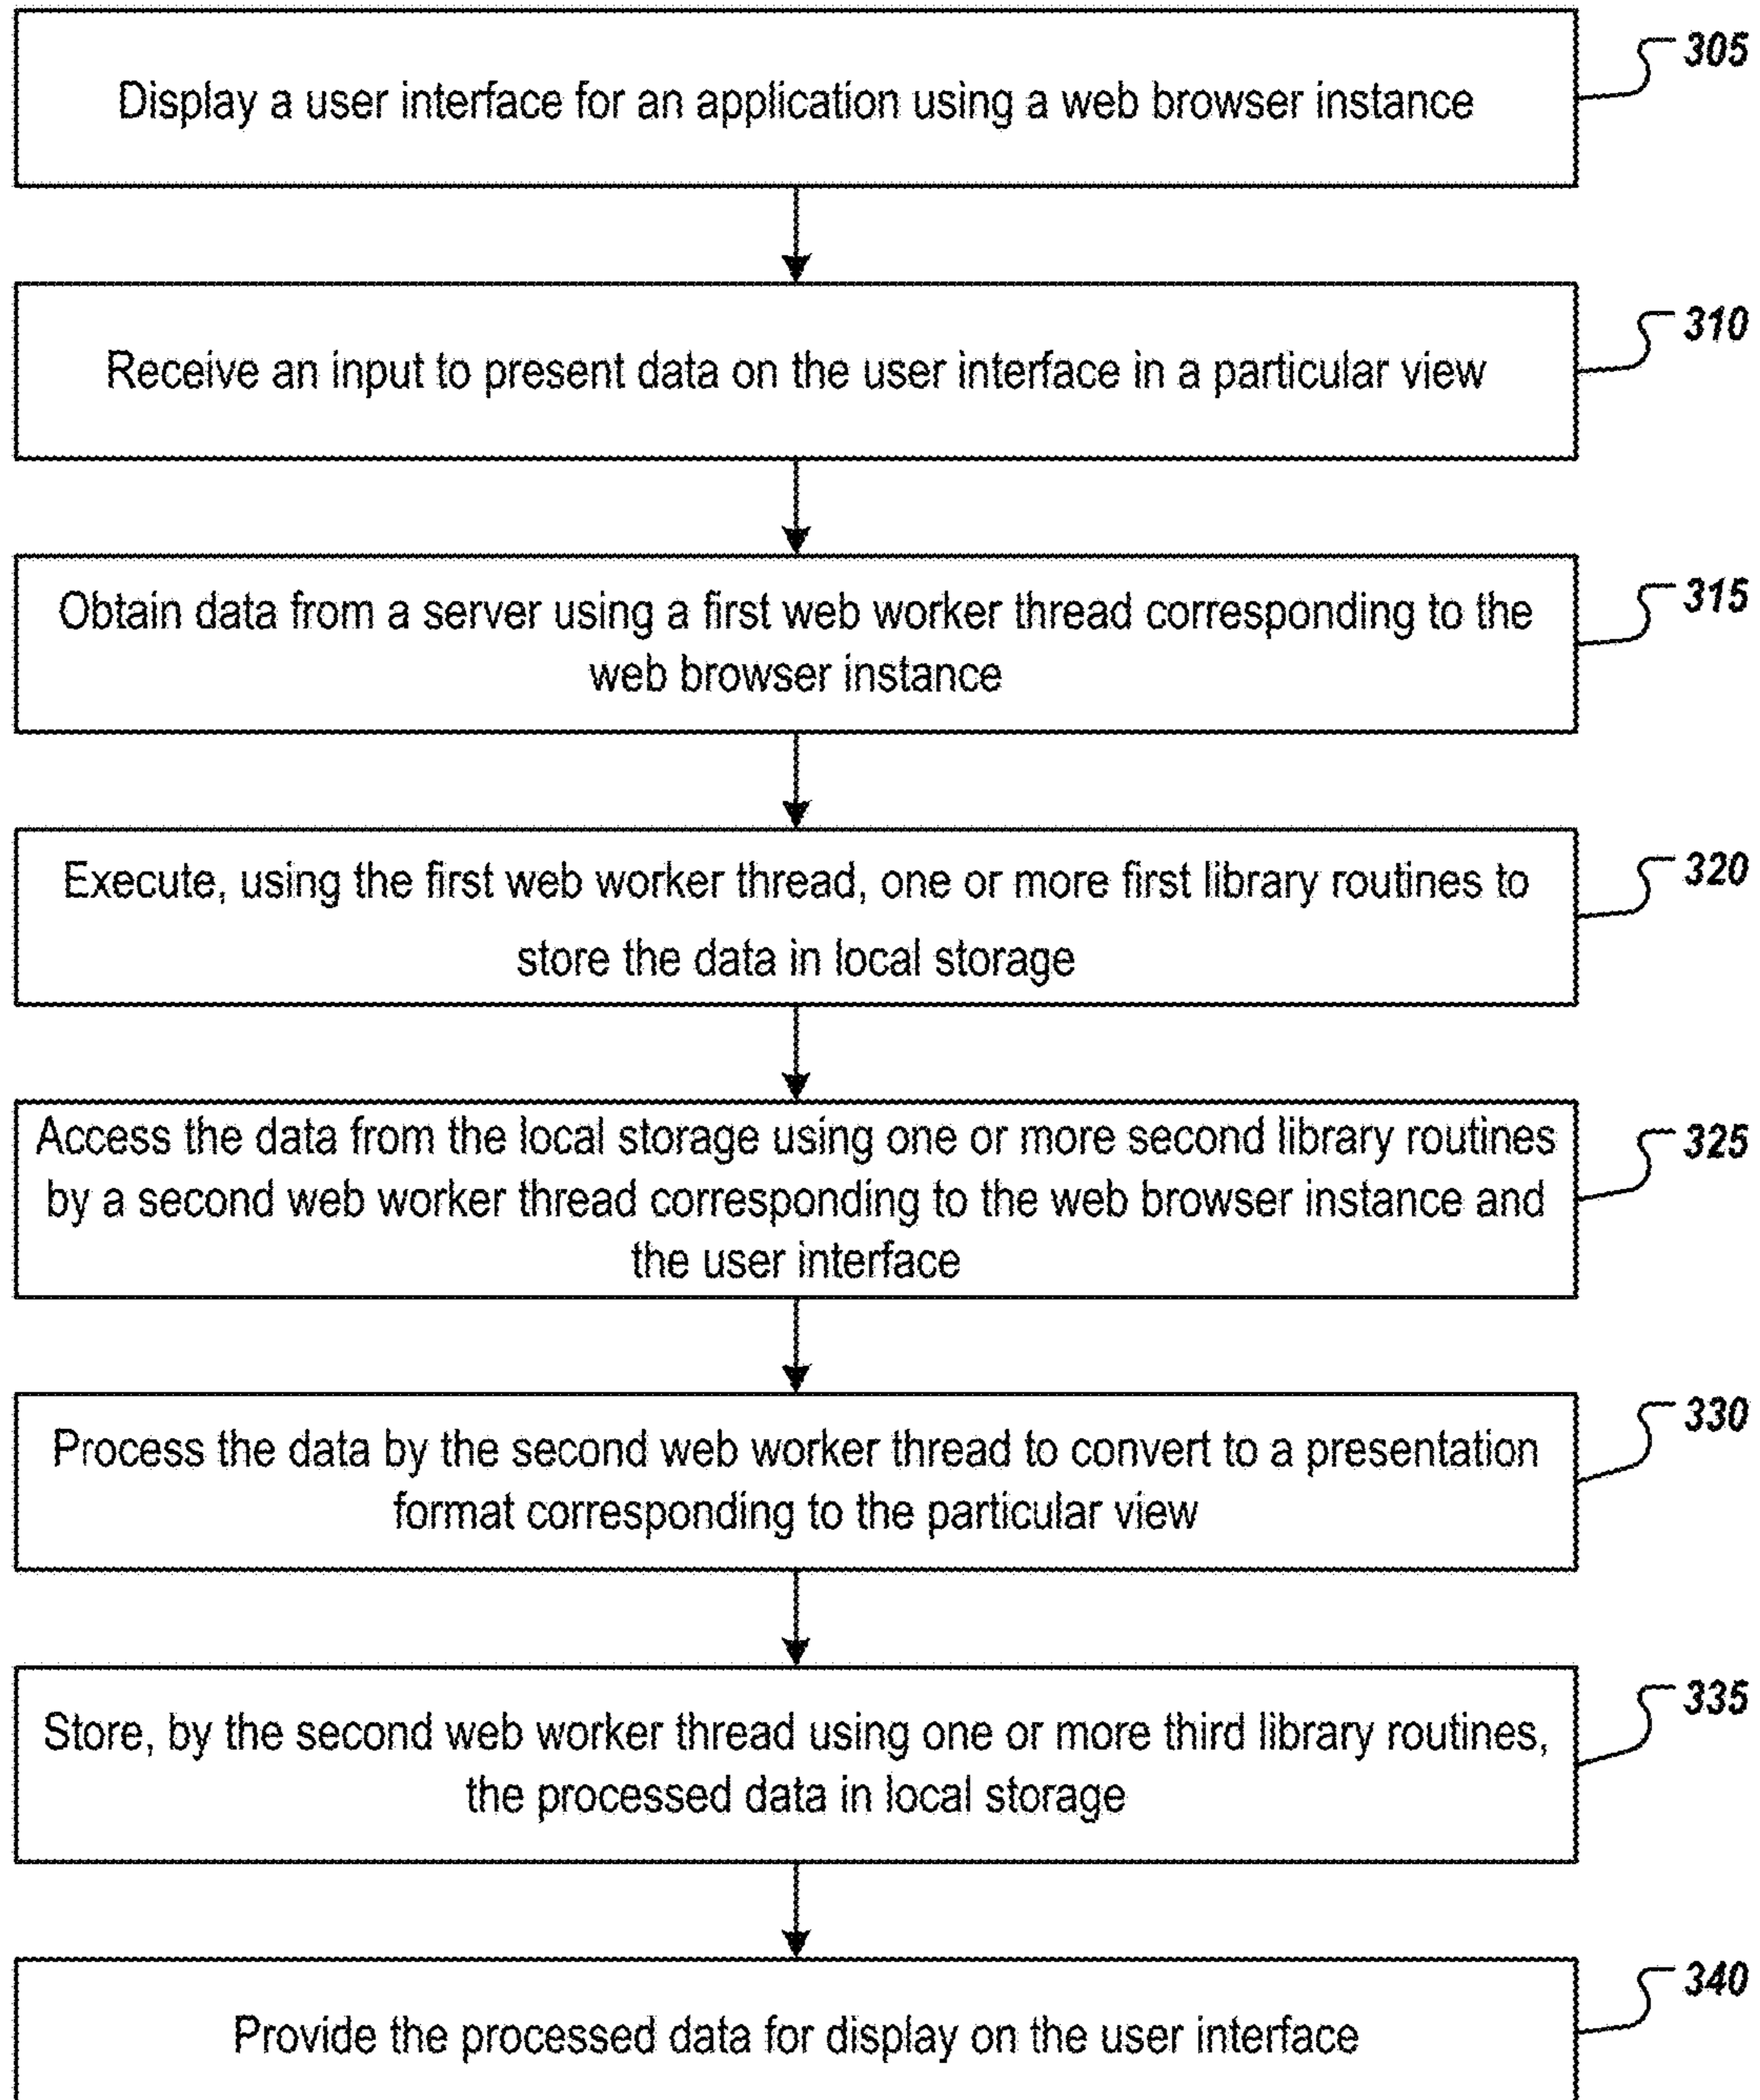 Display a user interface for an application using a web browser instance
305
Receive an input to present data on the user interface in a particular view
310
Obtain data from a server using a first web worker thread corresponding to the
web browser instance
315
Execute, using the first web worker thread, one or more first library routines to
store the data in local storage
320
Access the data from the local storage using one or more second library routines
by a second web worker thread corresponding to the web browser instance and
the user interface
325
Process the data by the second web worker thread to convert to a presentation
format corresponding to the particular view
330
Store, by the second web worker thread using one or more third library routines,
the processed data in local storage
335
Provide the processed data for display on the user interface
340